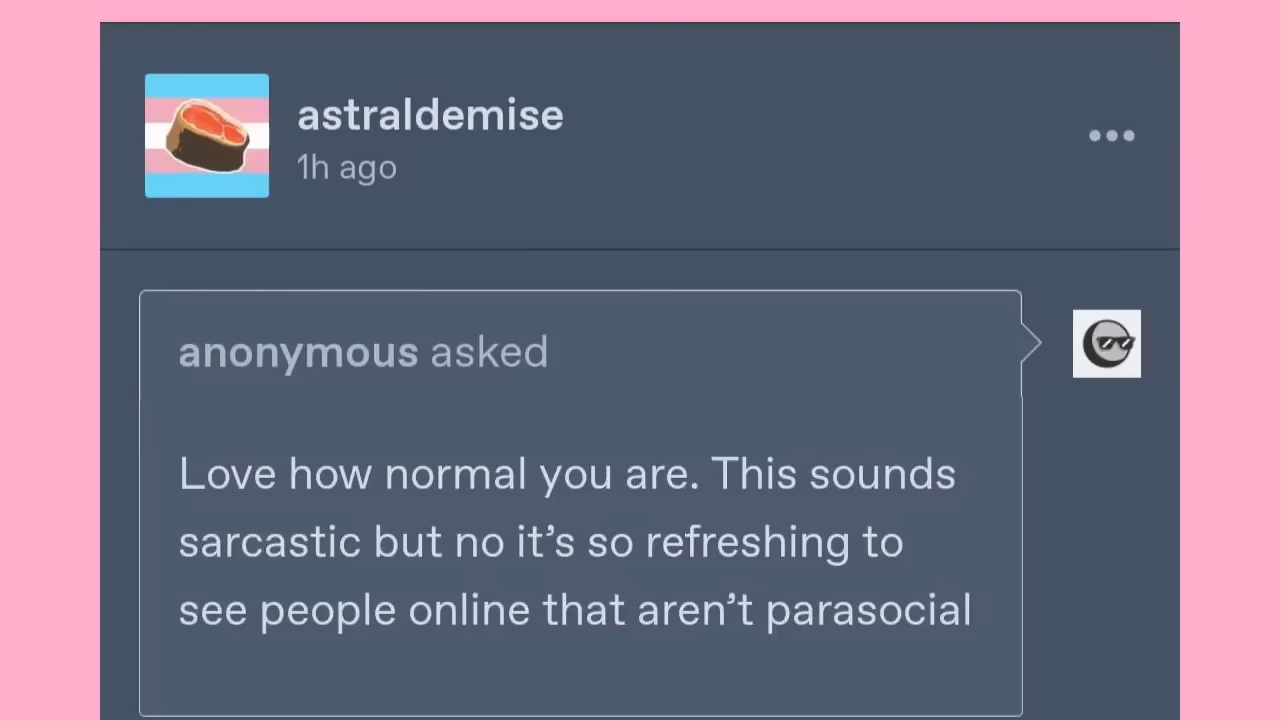 astraldemise
1h ago
anonymous asked
Love how normal you are. This sounds
sarcastic but no it’s so refreshing to
see people online that aren’t parasocial